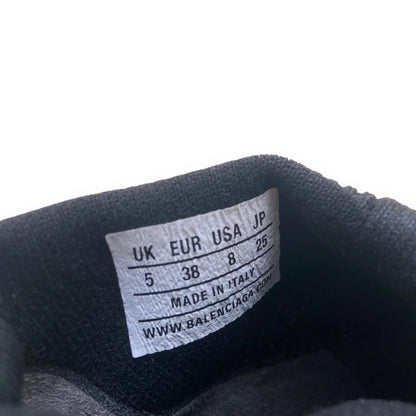 UK EUR USA JP
5 38 8 25
MADE IN ITALY
WWW.BALENCIAGA.COM